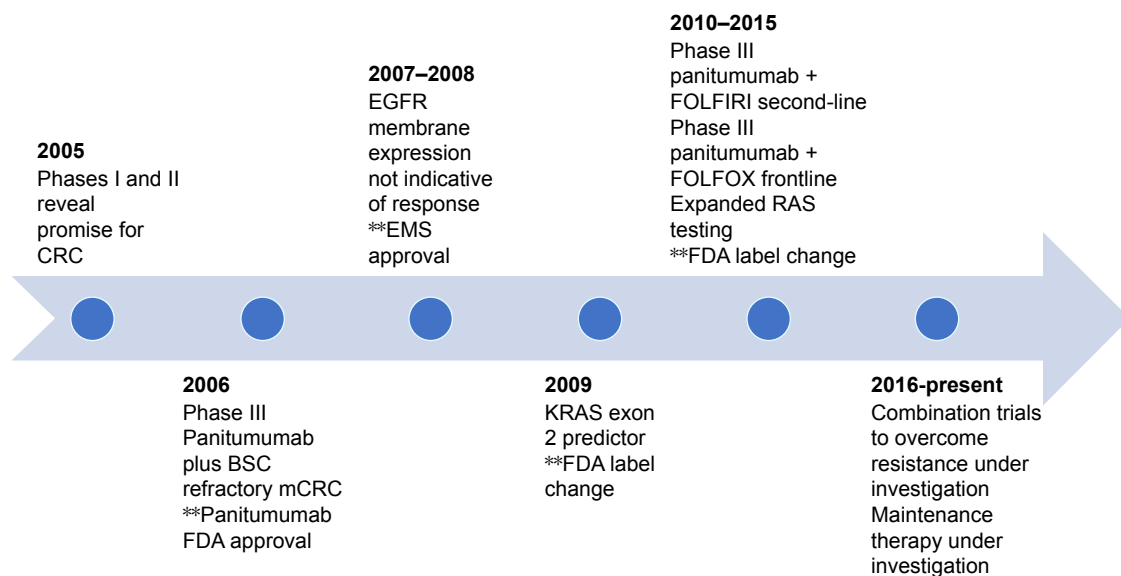 2005
Phases I and II
reveal
promise for
CRC
2006
Phase III
Panitumumab
plus BSC
refractory mCRC
**Panitumumab
FDA approval
2007–2008
EGFR
membrane
expression
not indicative
of response
**EMS
approval
2009
KRAS exon
2 predictor
**FDA label
change
2010–2015
Phase III
panitumumab +
FOLFIRI second-line
Phase III
panitumumab +
FOLFOX frontline
Expanded RAS
testing
**FDA label change
2016-present
Combination trials
to overcome
resistance under
investigation
Maintenance
therapy under
investigation